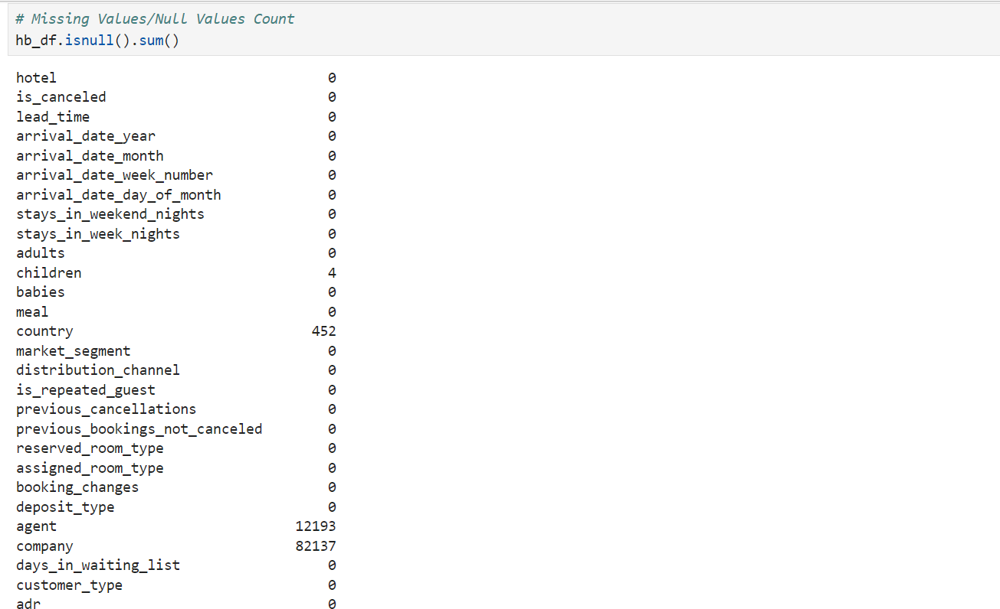 # Missing Values/Null Values Count
hb_df.isnull().sum()
hotel 0
is_canceled 0
lead_time 0
arrival_date_year 0
arrival_date_month 0
arrival_date_week_number 0
arrival_date_day_of_month 0
stays_in_weekend_nights 0
stays_in_week_nights 0
adults 0
children 4
babies 0
meal 0
country 452
market_segment 0
distribution_channel 0
is_repeated_guest 0
previous_cancellations 0
previous_bookings_not_canceled 0
reserved_room_type 0
assigned_room_type 0
booking_changes 0
deposit_type 0
agent 12193
company 82137
days_in_waiting_list 0
customer_type 0
adr 0